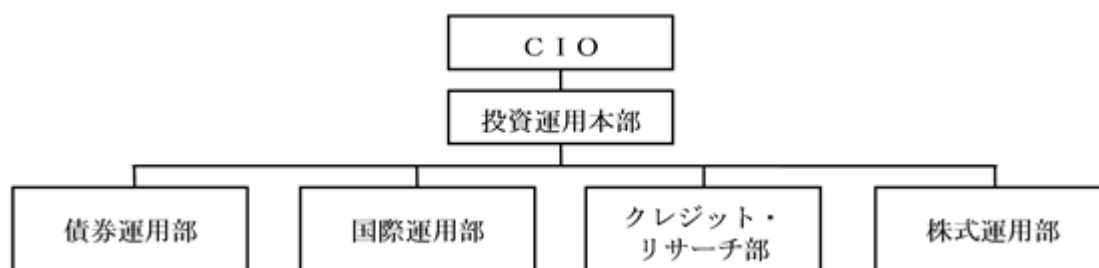 ＣＩＯ
投資運用本部
債券運用部
国際運用部
クレジット・
リサーチ部
株式運用部